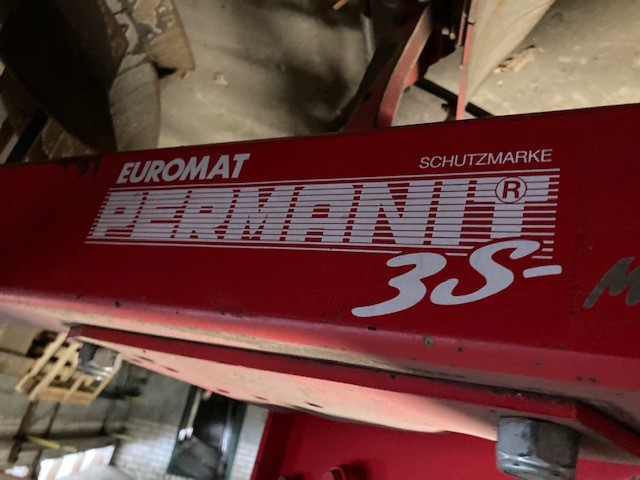 EUROMAT
SCHUTZMARKE
PERMANIT®
3S-